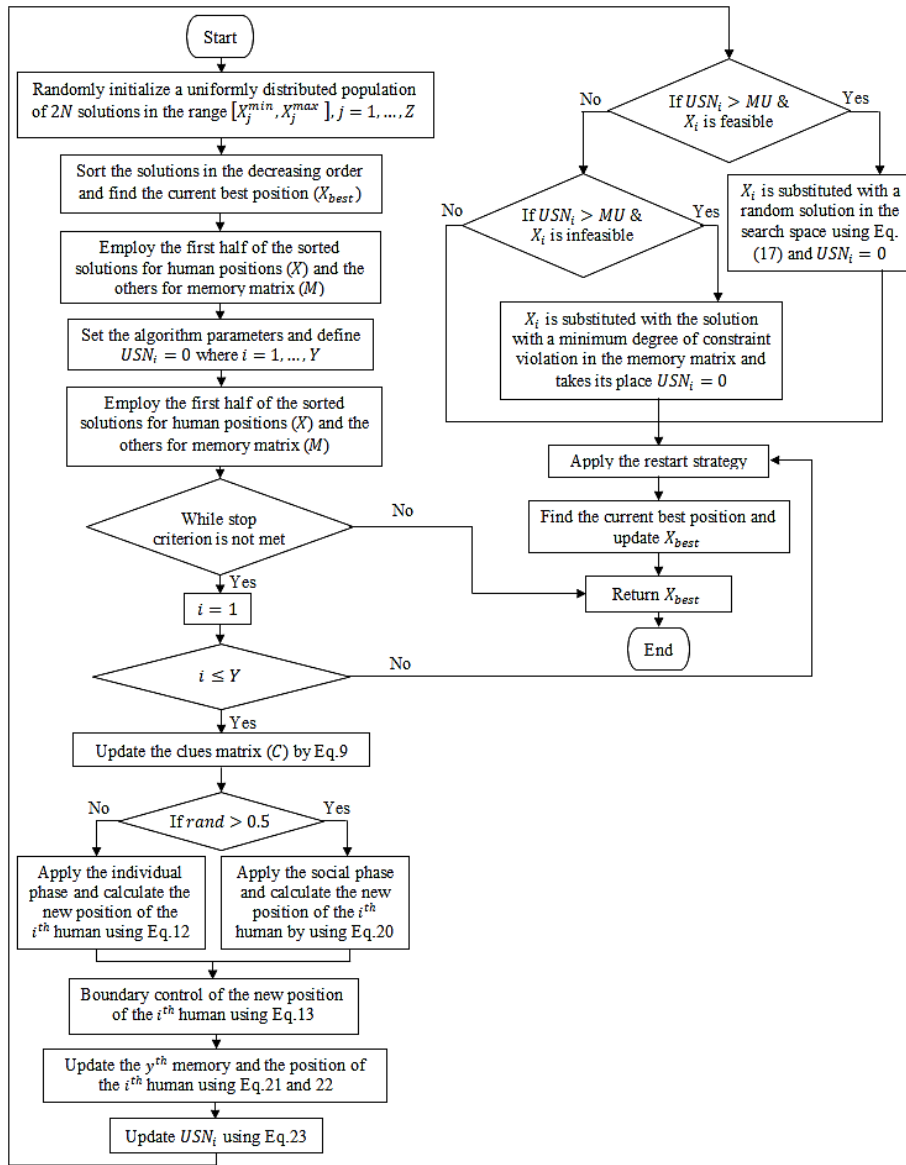 Start
Randomly initialize a uniformly distributed population
of 2N solutions in the range [X_j^min, X_j^max], j = 1, ..., Z
Sort the solutions in the decreasing order
and find the current best position (X_best)
Employ the first half of the sorted
solutions for human positions (X) and the
others for memory matrix (M)
Set the algorithm parameters and define
USN_i = 0 where i = 1, ..., Y
Employ the first half of the sorted
solutions for human positions (X) and the
others for memory matrix (M)
While stop
criterion is not met
No
Yes
i = 1
i ≤ Y
No
Yes
Update the clues matrix (C) by Eq.9
If rand > 0.5
No
Yes
Apply the individual
phase and calculate the
new position of the
i^th human using Eq.12
Apply the social phase
and calculate the new
position of the i^th
human by using Eq.20
Boundary control of the new position
of the i^th human using Eq.13
Update the y^th memory and the position of
the i^th human using Eq.21 and 22
Update USN_i using Eq.23
If USN_i > MU &
X_i is feasible
No
Yes
X_i is substituted with a
random solution in the
search space using Eq.
(17) and USN_i = 0
If USN_i > MU &
X_i is infeasible
No
Yes
X_i is substituted with the solution
with a minimum degree of constraint
violation in the memory matrix and
takes its place USN_i = 0
Apply the restart strategy
Find the current best position and
update X_best
Return X_best
End